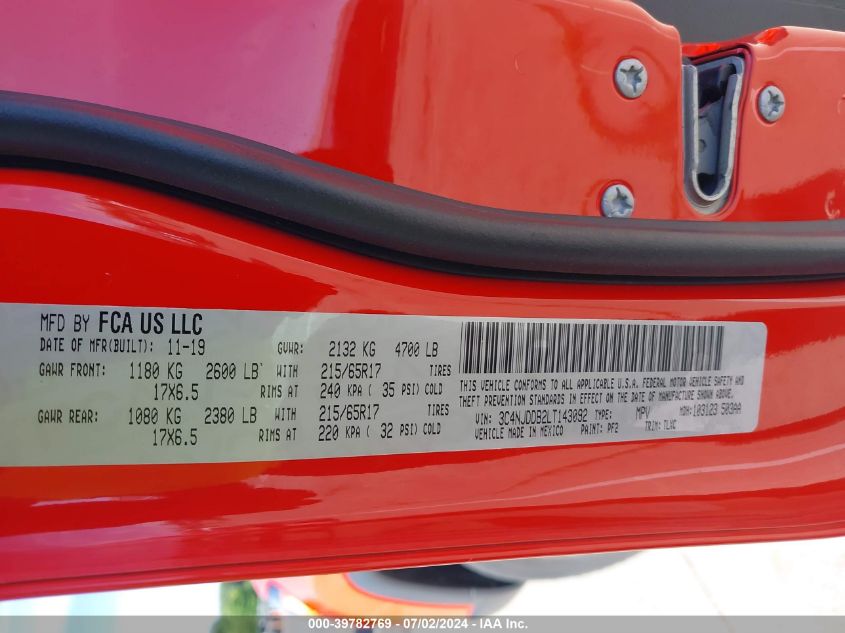 MFD BY FCA US LLC
DATE OF MFR(BUILT): 11-19 GVWR: 2132 KG 4700 LB
GAWR FRONT: 1180 KG 2600 LB WITH 215/65R17 TIRES
17X6.5 RIMS AT 240 KPA ( 35 PSI) COLD
GAWR REAR: 1080 KG 2380 LB WITH 215/65R17 TIRES
17X6.5 RIMS AT 220 KPA ( 32 PSI) COLD
THIS VEHICLE CONFORMS TO ALL APPLICABLE U.S.A. FEDERAL MOTOR VEHICLE SAFETY AND
THEFT PREVENTION STANDARDS IN EFFECT ON THE DATE OF MANUFACTURE SHOWN ABOVE
VIN: 3C4NJDDB2LT143092 TYPE: MPV MDH: 103123 503AA
VEHICLE MADE IN MEXICO PAINT: PF2 TRIM: TLVC
000-39782769 - 07/02/2024 - IAA Inc.